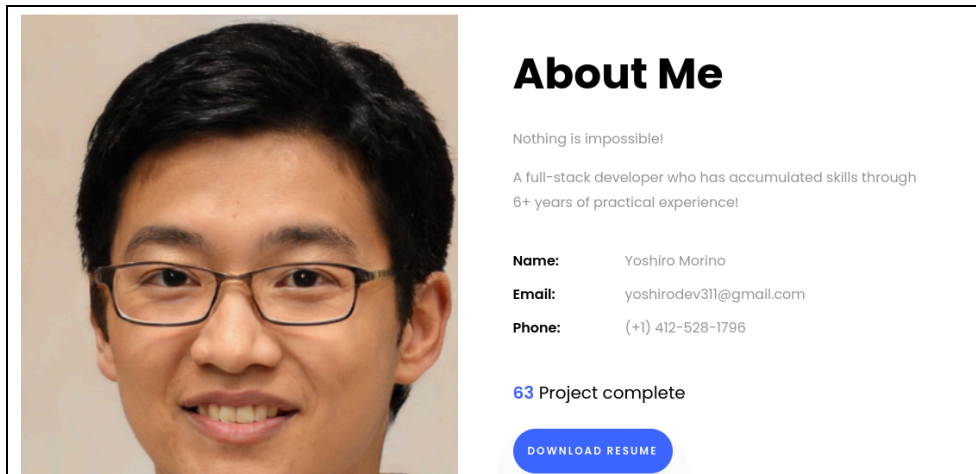 About Me
Nothing is impossible!
A full-stack developer who has accumulated skills through
6+ years of practical experience!
Name: Yoshiro Morino
Email: yoshirodev311@gmail.com
Phone: (+1) 412-528-1796
63 Project complete
DOWNLOAD RESUME